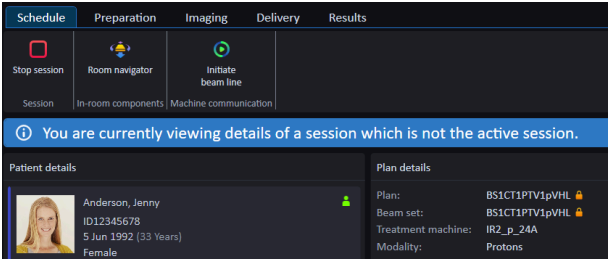 Schedule Preparation Imaging Delivery Results
Stop session Room navigator Initiate
beam line
Session In-room components Machine communication
You are currently viewing details of a session which is not the active session.
Patient details
Anderson, Jenny
ID12345678
5 Jun 1992 (33 Years)
Female
Plan details
Plan: BS1CT1PTV1pVHL
Beam set: BS1CT1PTV1pVHL
Treatment machine: IR2_p_24A
Modality: Protons